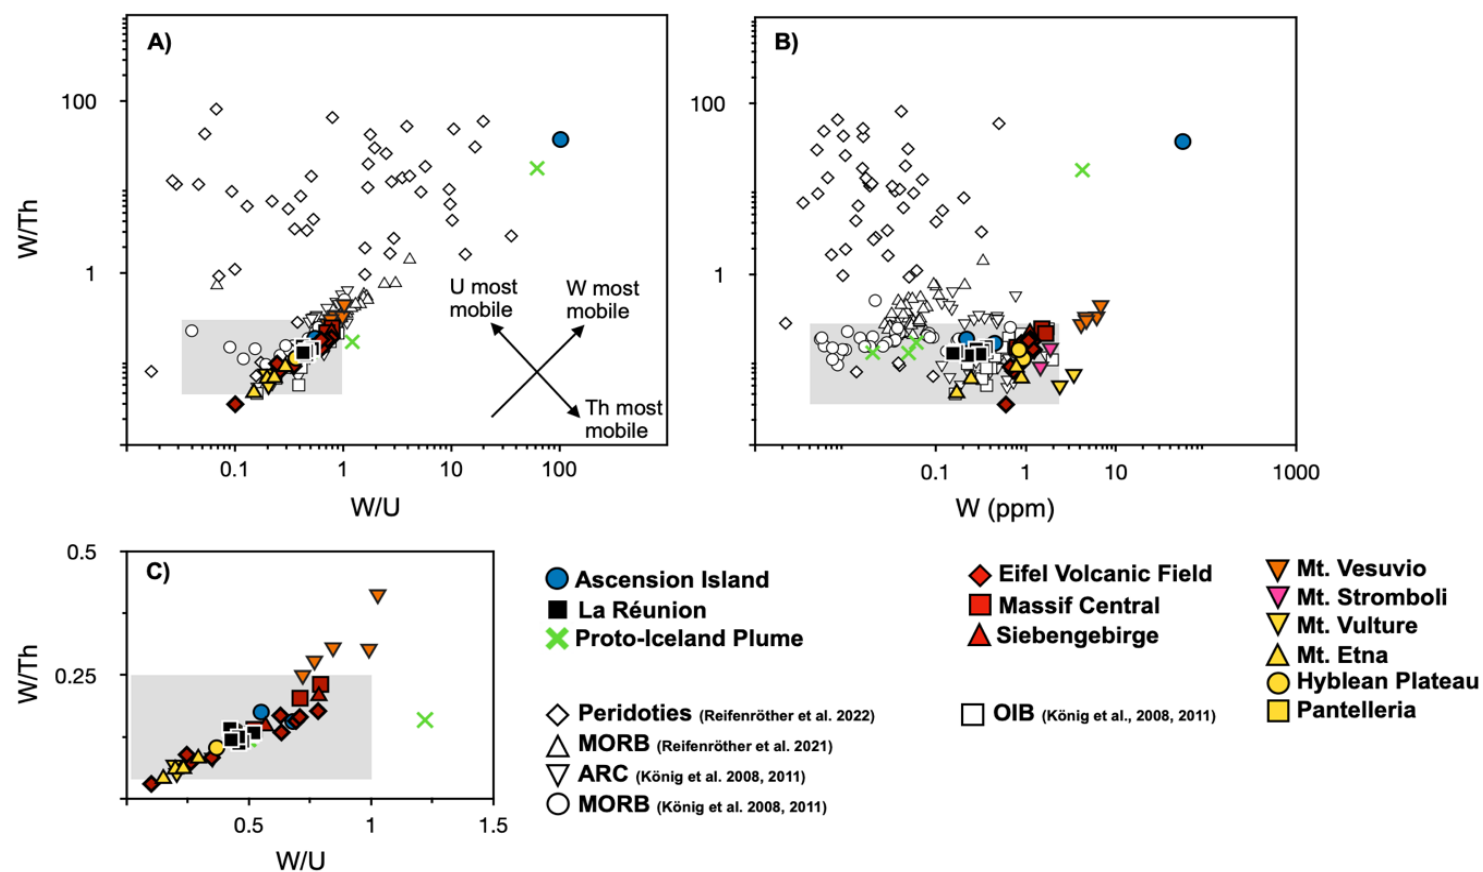 A)
100
W/Th
1
U most
mobile
W most
mobile
Th most
mobile
0.1
1
10
100
W/U
B)
100
1
0.1
1
10
1000
W (ppm)
C)
0.5
W/Th
0.25
0.5
1
1.5
W/U
Ascension Island
La Réunion
Proto-Iceland Plume
Peridoties (Reifenröther et al. 2022)
MORB (Reifenröther et al. 2021)
ARC (König et al. 2008, 2011)
MORB (König et al. 2008, 2011)
Eifel Volcanic Field
Massif Central
Siebengebirge
OIB (König et al., 2008, 2011)
Mt. Vesuvio
Mt. Stromboli
Mt. Vulture
Mt. Etna
Hyblean Plateau
Pantelleria